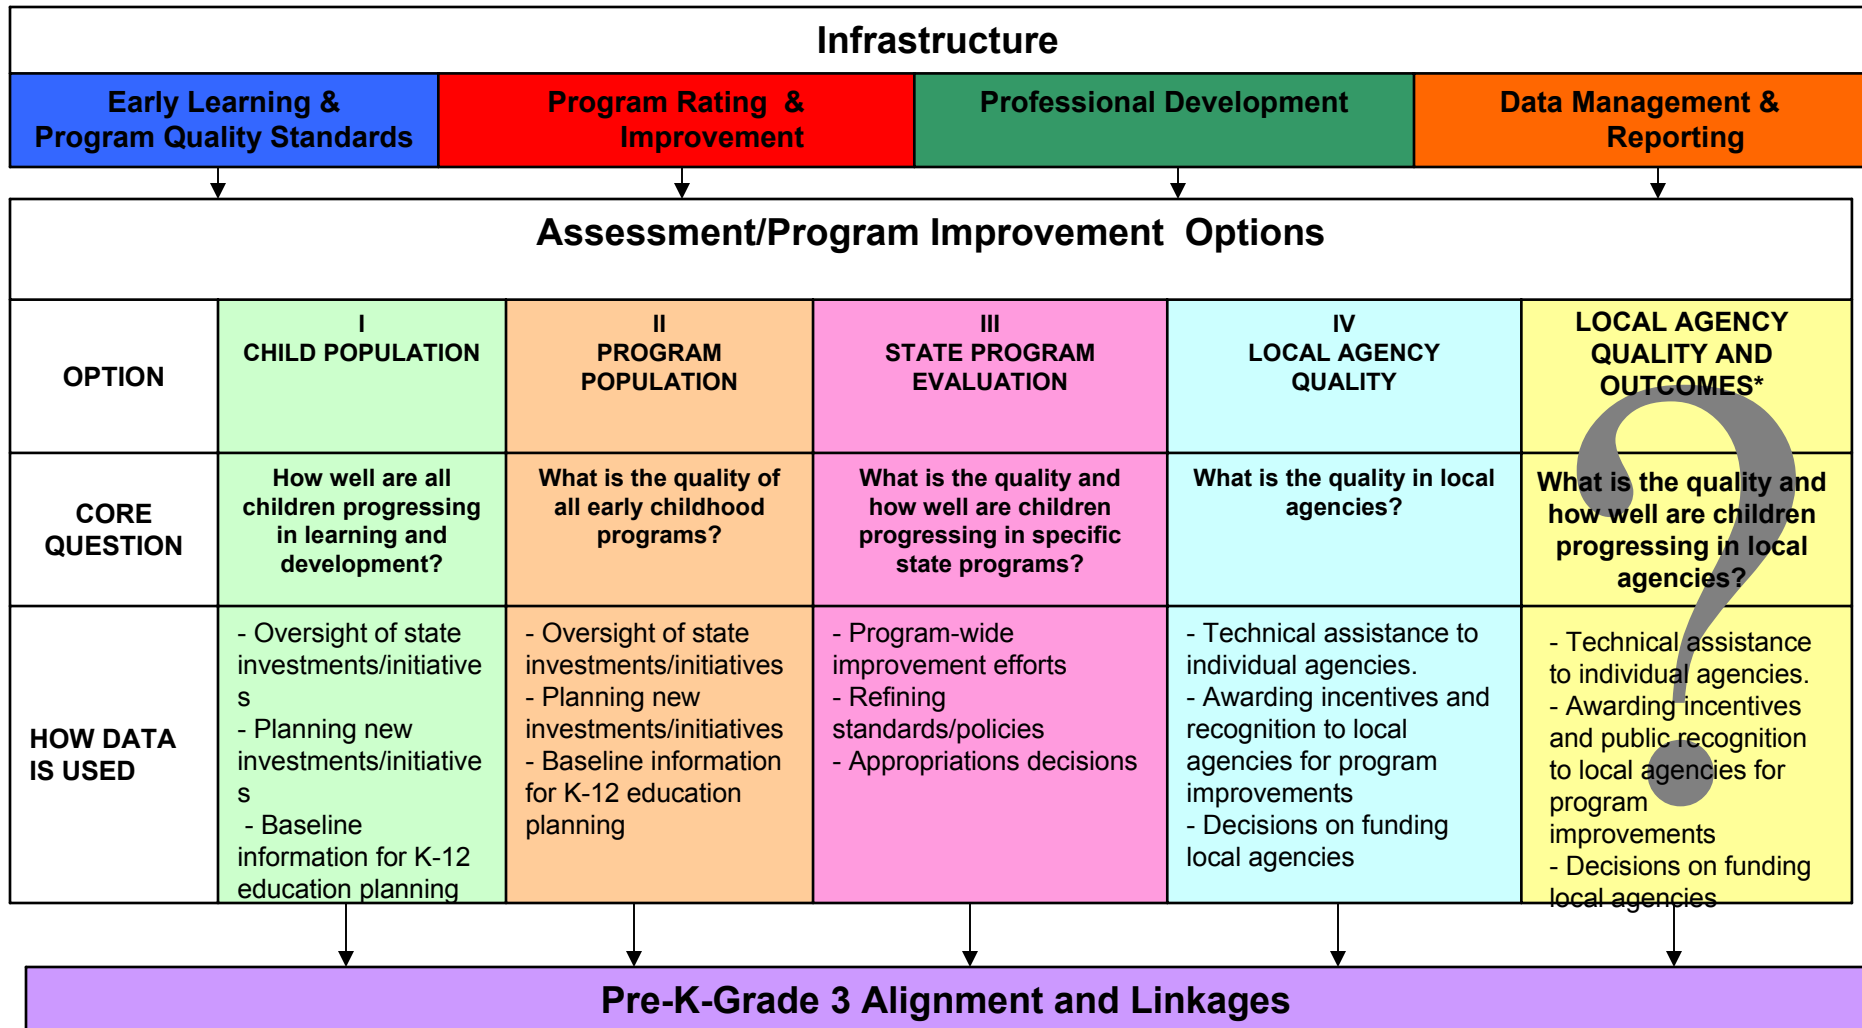 Infrastructure
Early Learning &
Program Quality Standards
Program Rating &
Improvement
Professional Development
Data Management &
Reporting
Assessment/Program Improvement Options
OPTION
I
CHILD POPULATION
II
PROGRAM
POPULATION
III
STATE PROGRAM
EVALUATION
IV
LOCAL AGENCY
QUALITY
LOCAL AGENCY
QUALITY AND
OUTCOMES*
CORE
QUESTION
How well are all
children progressing
in learning and
development?
What is the quality of
all early childhood
programs?
What is the quality and
how well are children
progressing in specific
state programs?
What is the quality in local
agencies?
What is the quality and
how well are children
progressing in local
agencies?
HOW DATA
IS USED
- Oversight of state
investments/initiative
s
- Planning new
investments/initiative
s
- Baseline
information for K-12
education planning
- Oversight of state
investments/initiatives
- Planning new
investments/initiatives
- Baseline information
for K-12 education
planning
- Program-wide
improvement efforts
- Refining
standards/policies
- Appropriations decisions
- Technical assistance to
individual agencies.
- Awarding incentives and
recognition to local
agencies for program
improvements
- Decisions on funding
local agencies
- Technical assistance
to individual agencies.
- Awarding incentives
and public recognition
to local agencies for
program
improvements
- Decisions on funding
local agencies
?
Pre-K-Grade 3 Alignment and Linkages